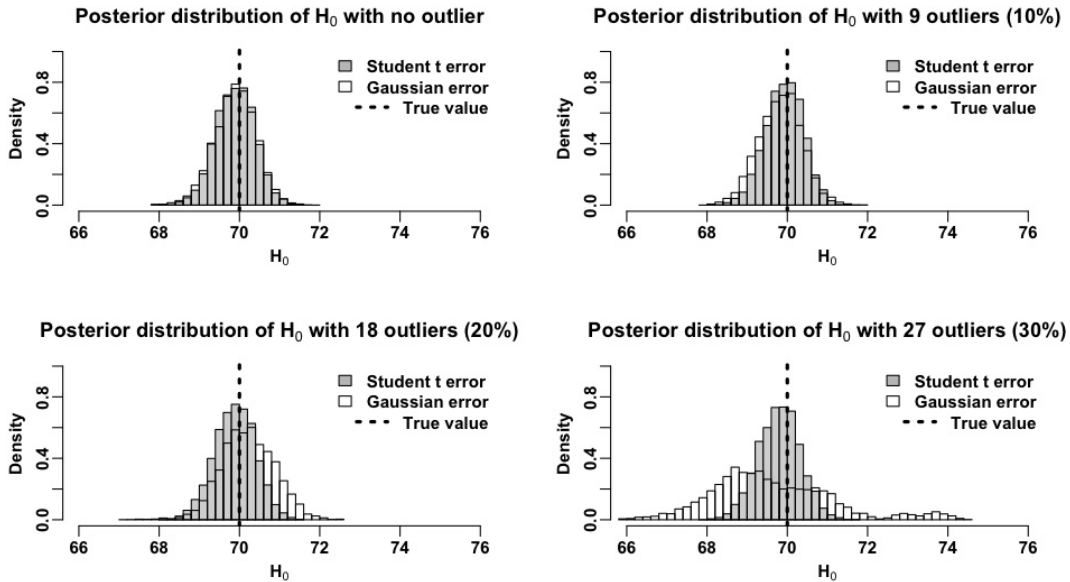 Posterior distribution of H0 with no outlier
Student t error
Gaussian error
True value
Density
0.0 0.4 0.8
66 68 70 72 74 76
H0
Posterior distribution of H0 with 9 outliers (10%)
Student t error
Gaussian error
True value
Density
0.0 0.4 0.8
66 68 70 72 74 76
H0
Posterior distribution of H0 with 18 outliers (20%)
Student t error
Gaussian error
True value
Density
0.0 0.4 0.8
66 68 70 72 74 76
H0
Posterior distribution of H0 with 27 outliers (30%)
Student t error
Gaussian error
True value
Density
0.0 0.4 0.8
66 68 70 72 74 76
H0